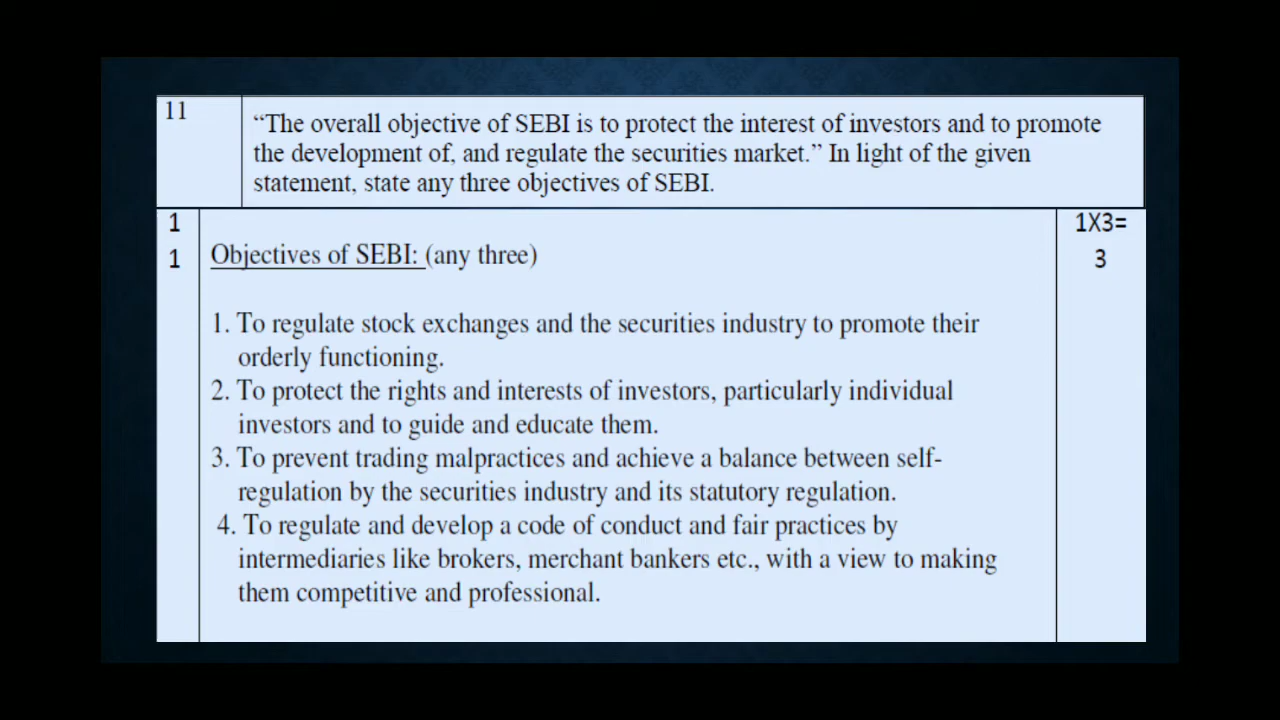 11
“The overall objective of SEBI is to protect the interest of investors and to promote
the development of, and regulate the securities market.” In light of the given
statement, state any three objectives of SEBI.
1
1
Objectives of SEBI: (any three)
1X3=
3
1. To regulate stock exchanges and the securities industry to promote their
orderly functioning.
2. To protect the rights and interests of investors, particularly individual
investors and to guide and educate them.
3. To prevent trading malpractices and achieve a balance between self-
regulation by the securities industry and its statutory regulation.
4. To regulate and develop a code of conduct and fair practices by
intermediaries like brokers, merchant bankers etc., with a view to making
them competitive and professional.